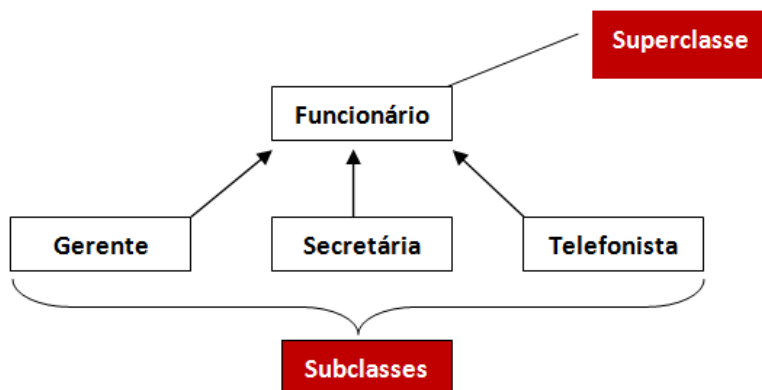 Superclasse
Funcionário
Gerente
Secretária
Telefonista
Subclasses